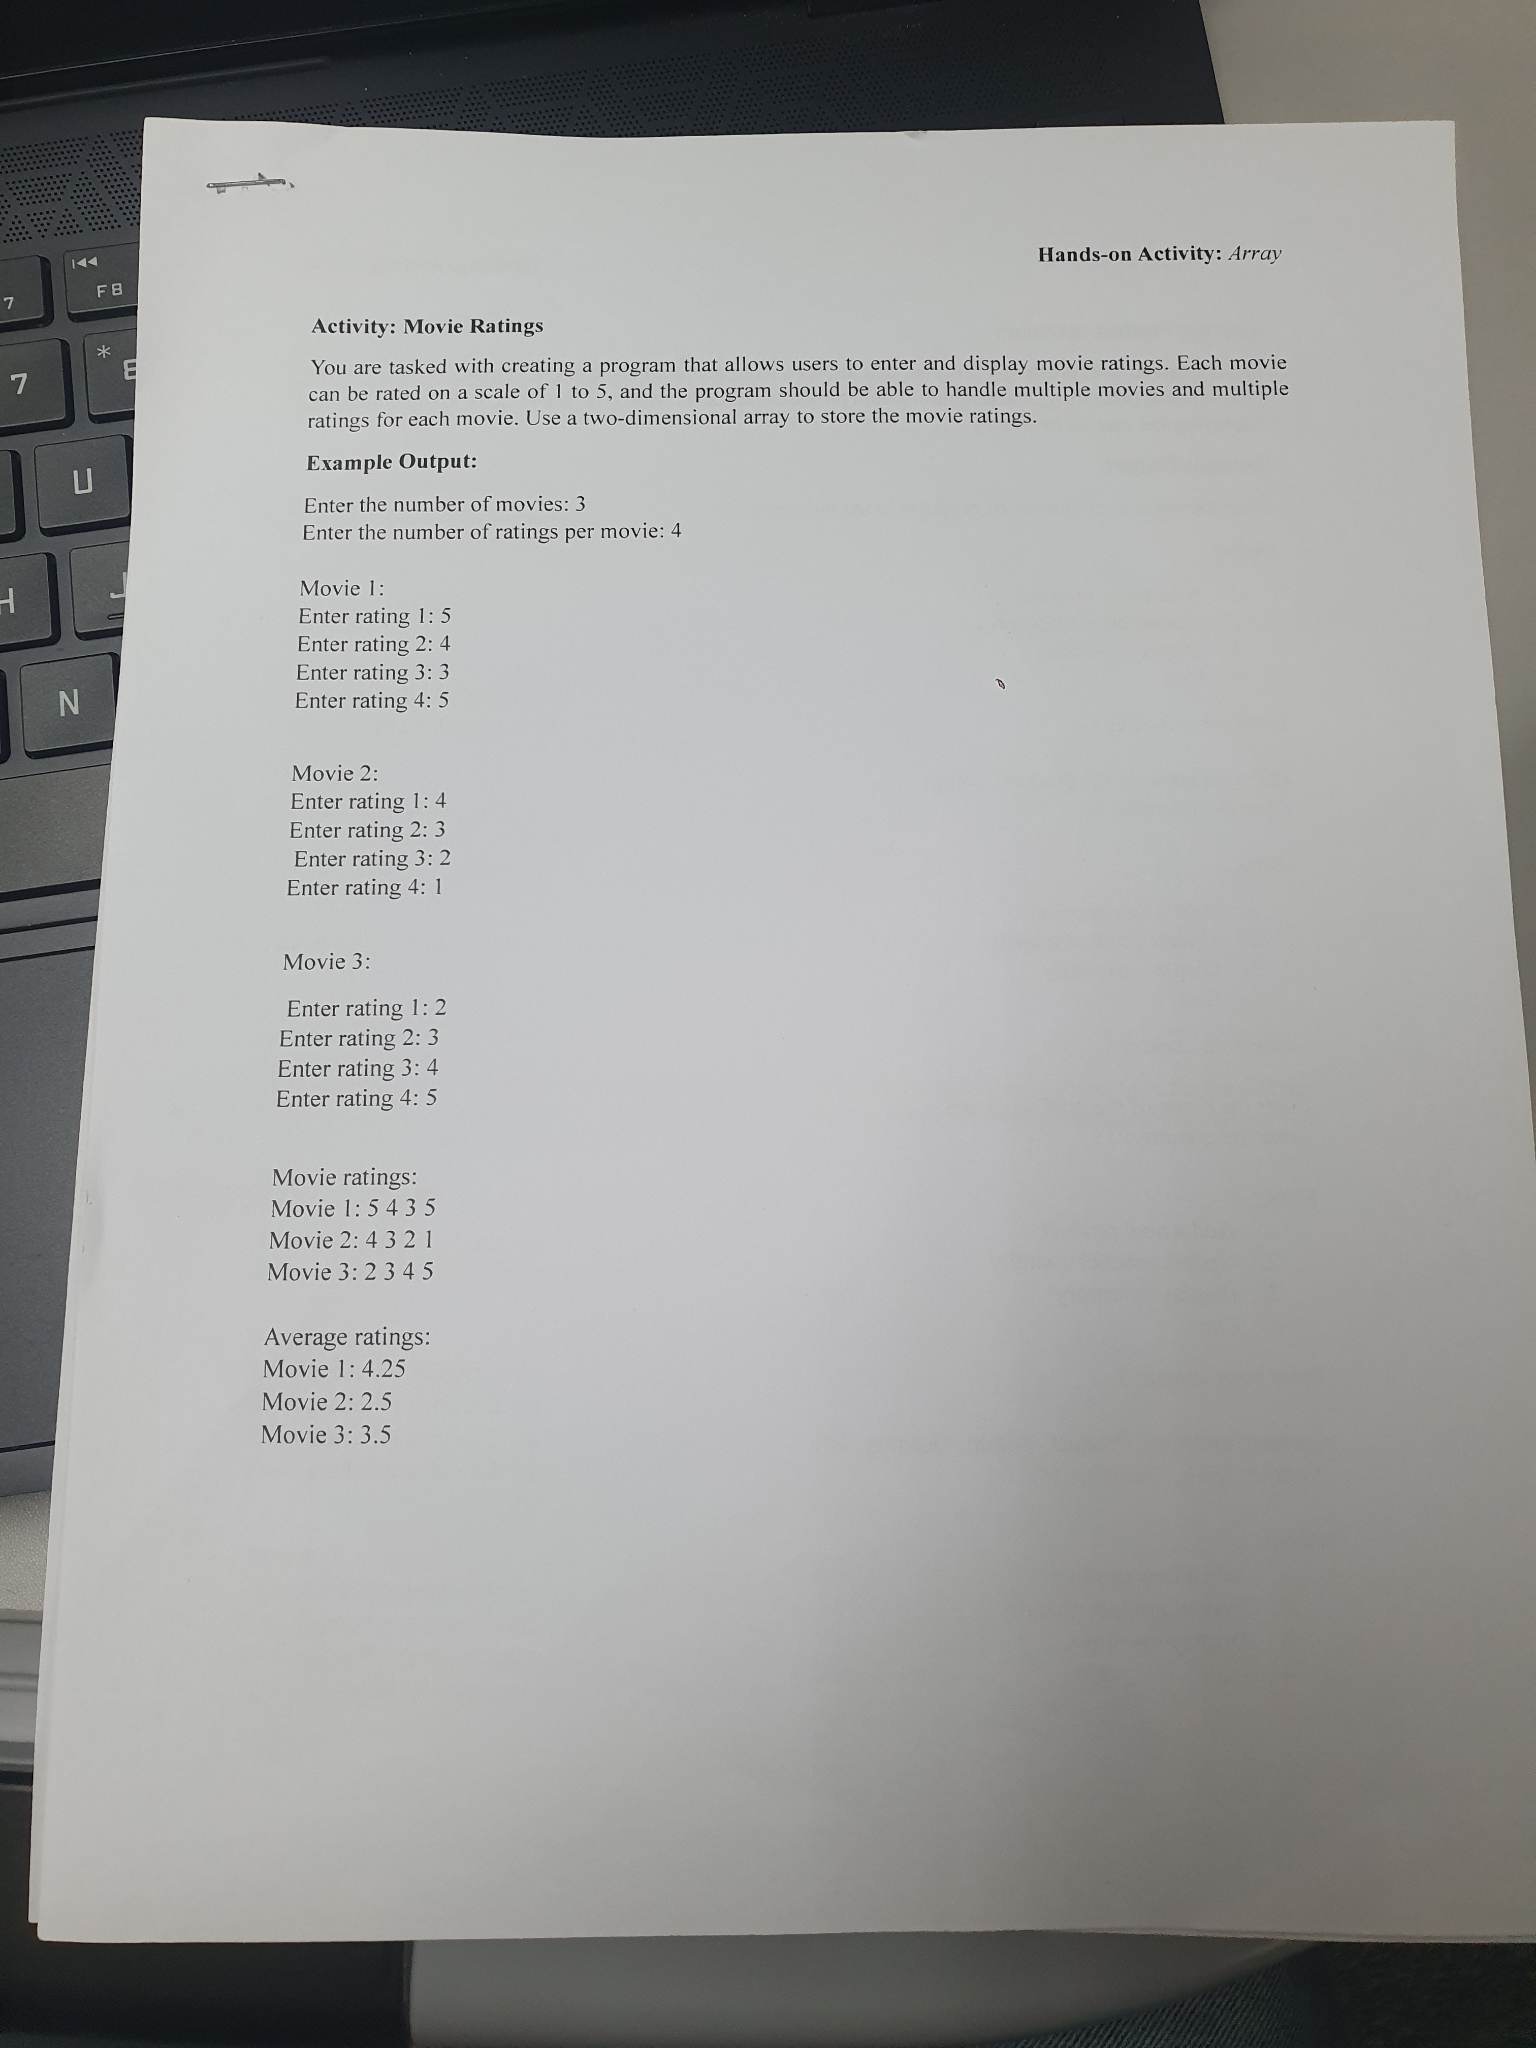 Hands-on Activity: Array
Activity: Movie Ratings
You are tasked with creating a program that allows users to enter and display movie ratings. Each movie
can be rated on a scale of 1 to 5, and the program should be able to handle multiple movies and multiple
ratings for each movie. Use a two-dimensional array to store the movie ratings.
Example Output:
Enter the number of movies: 3
Enter the number of ratings per movie: 4
Movie 1:
Enter rating 1: 5
Enter rating 2: 4
Enter rating 3: 3
Enter rating 4: 5
Movie 2:
Enter rating 1: 4
Enter rating 2: 3
Enter rating 3: 2
Enter rating 4: 1
Movie 3:
Enter rating 1: 2
Enter rating 2: 3
Enter rating 3: 4
Enter rating 4: 5
Movie ratings:
Movie 1: 5 4 3 5
Movie 2: 4 3 2 1
Movie 3: 2 3 4 5
Average ratings:
Movie 1: 4.25
Movie 2: 2.5
Movie 3: 3.5
7
F8
7
*
U
H
N